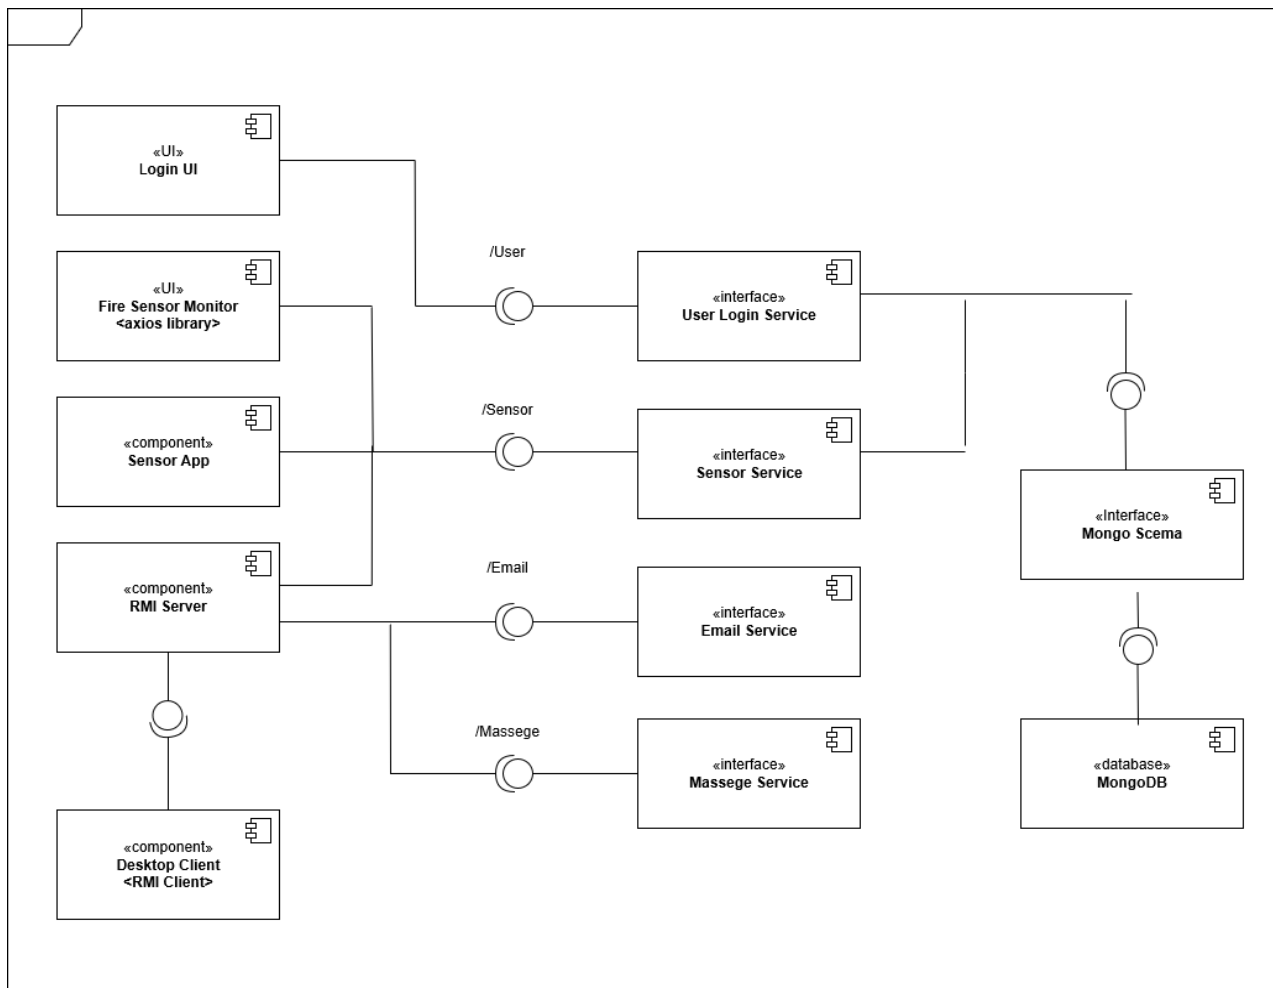 «UI»
Login UI
«UI»
Fire Sensor Monitor
<axios library>
«component»
Sensor App
«component»
RMI Server
«component»
Desktop Client
<RMI Client>
/User
/Sensor
/Email
/Massege
«interface»
User Login Service
«interface»
Sensor Service
«interface»
Email Service
«interface»
Massege Service
«Interface»
Mongo Scema
«database»
MongoDB